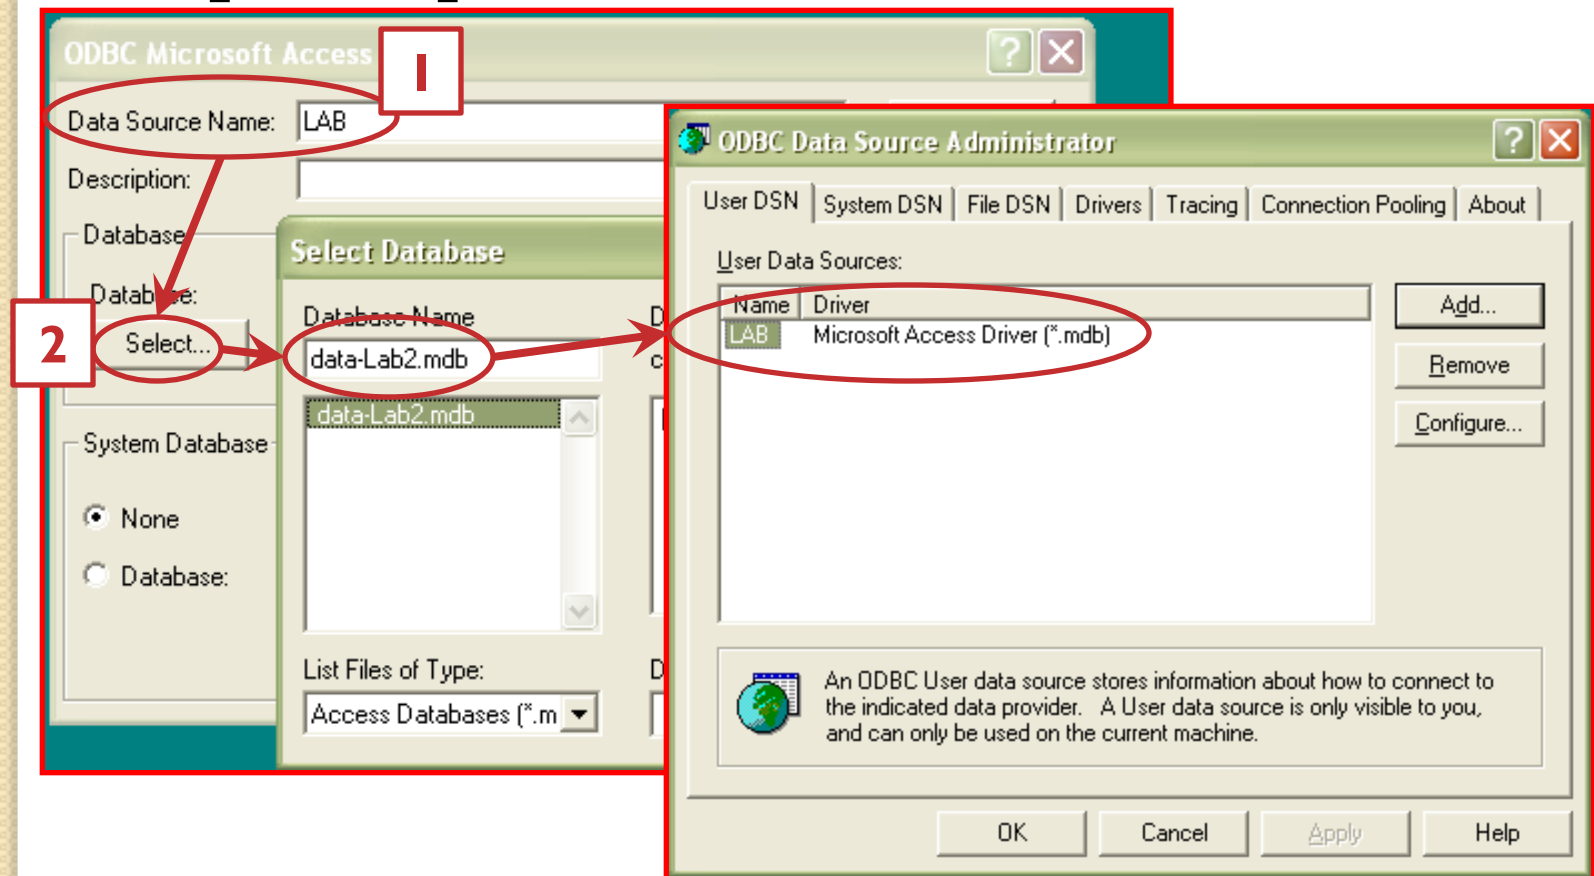 ODBC Microsoft Access
1
Data Source Name: LAB
Description:
Database
Database:
2
Select...
System Database
None
Database:
Select Database
Database Name
data-Lab2.mdb
data-Lab2.mdb
List Files of Type:
Access Databases (*.m
ODBC Data Source Administrator
User DSN System DSN File DSN Drivers Tracing Connection Pooling About
User Data Sources:
Name Driver
LAB Microsoft Access Driver (*.mdb)
Add...
Remove
Configure...
An ODBC User data source stores information about how to connect to
the indicated data provider. A User data source is only visible to you,
and can only be used on the current machine.
OK Cancel Apply Help